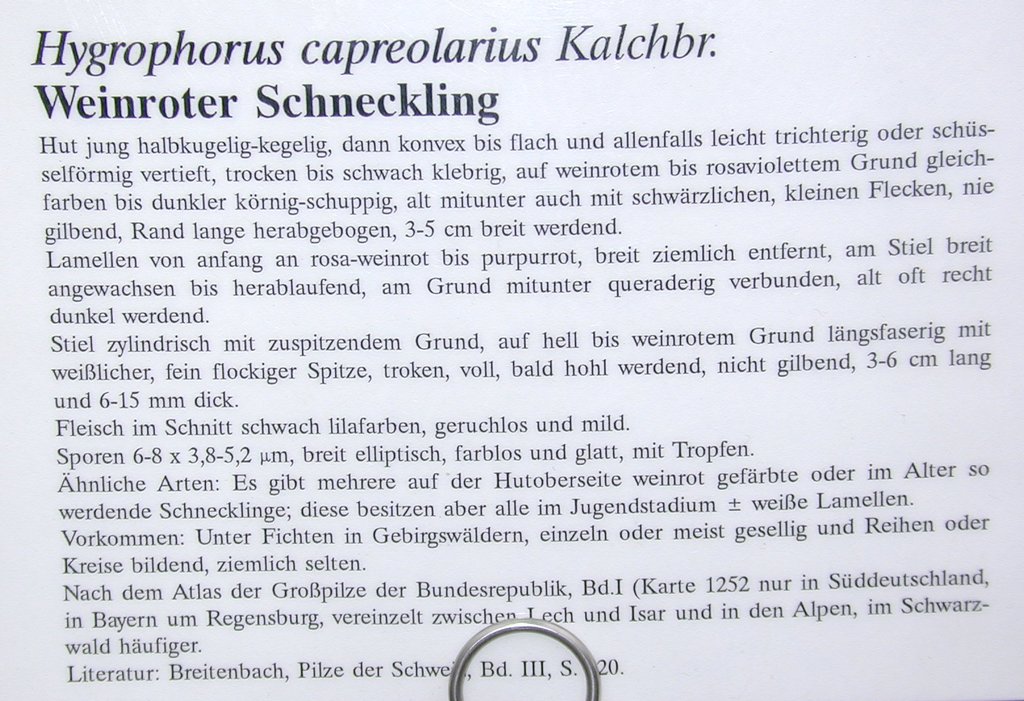 Hygrophorus capreolarius Kalchbr.
Weinroter Schneckling
Hut jung halbkugelig-kegelig, dann konvex bis flach und allenfalls leicht trichterig oder schüs-
selförmig vertieft, trocken bis schwach klebrig, auf weinrotem bis rosaviolettem Grund gleich-
farben bis dunkler körnig-schuppig, alt mitunter auch mit schwärzlichen, kleinen Flecken, nie
gilbend, Rand lange herabgebogen, 3-5 cm breit werdend.
Lamellen von anfang an rosa-weinrot bis purpurrot, breit ziemlich entfernt, am Stiel breit
angewachsen bis herablaufend, am Grund mitunter queraderig verbunden, alt oft recht
dunkel werdend.
Stiel zylindrisch mit zuspitzendem Grund, auf hell bis weinrotem Grund längsfaserig mit
weißlicher, fein flockiger Spitze, troken, voll, bald hohl werdend, nicht gilbend, 3-6 cm lang
und 6-15 mm dick.
Fleisch im Schnitt schwach lilafarben, geruchlos und mild.
Sporen 6-8 x 3,8-5,2 µm, breit elliptisch, farblos und glatt, mit Tropfen.
Ähnliche Arten: Es gibt mehrere auf der Hutoberseite weinrot gefärbte oder im Alter so
werdende Schnecklinge; diese besitzen aber alle im Jugendstadium ± weiße Lamellen.
Vorkommen: Unter Fichten in Gebirgswäldern, einzeln oder meist gesellig und Reihen oder
Kreise bildend, ziemlich selten.
Nach dem Atlas der Großpilze der Bundesrepublik, Bd.I (Karte 1252 nur in Süddeutschland,
in Bayern um Regensburg, vereinzelt zwischen Lech und Isar und in den Alpen, im Schwarz-
wald häufiger.
Literatur: Breitenbach, Pilze der Schweiz, Bd. III, S.